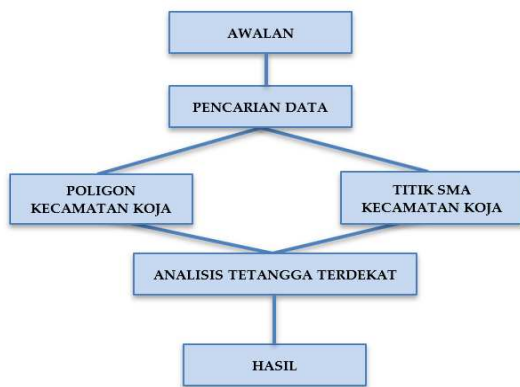 AWALAN
PENCARIAN DATA
POLIGON
KECAMATAN KOJA
TITIK SMA
KECAMATAN KOJA
ANALISIS TETANGGA TERDEKAT
HASIL